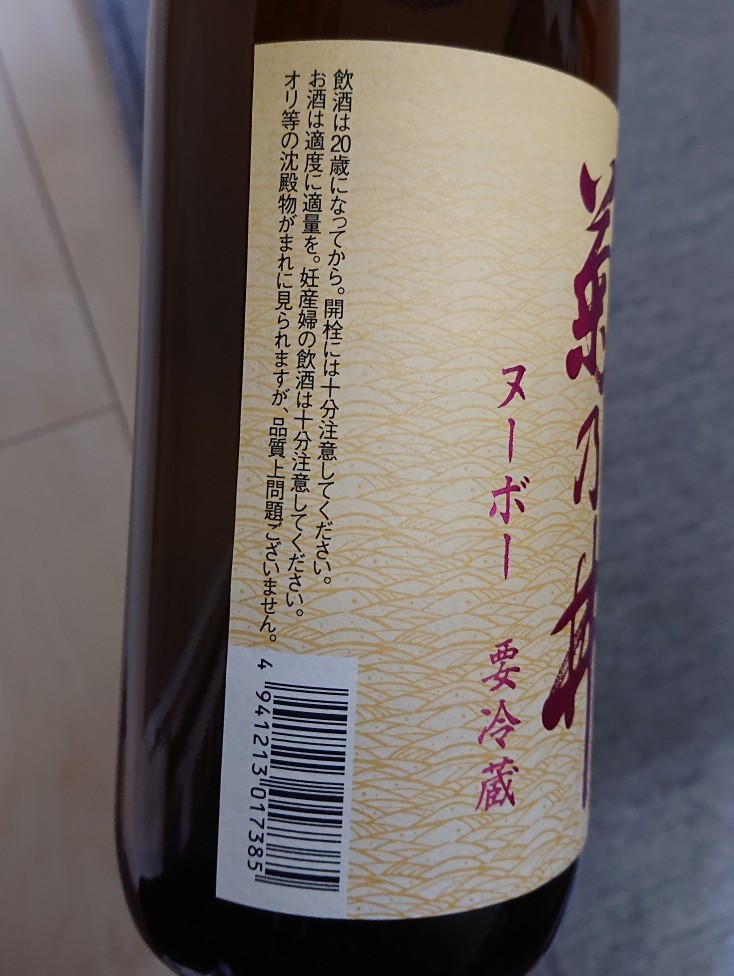 菊乃井
ヌーボー 要冷蔵
飲酒は20歳になってから。開栓には十分注意してください。
お酒は適度に適量を。妊産婦の飲酒は十分注意してください。
オリ等の沈殿物がまれに見られますが、品質上問題ございません。
4941213017385